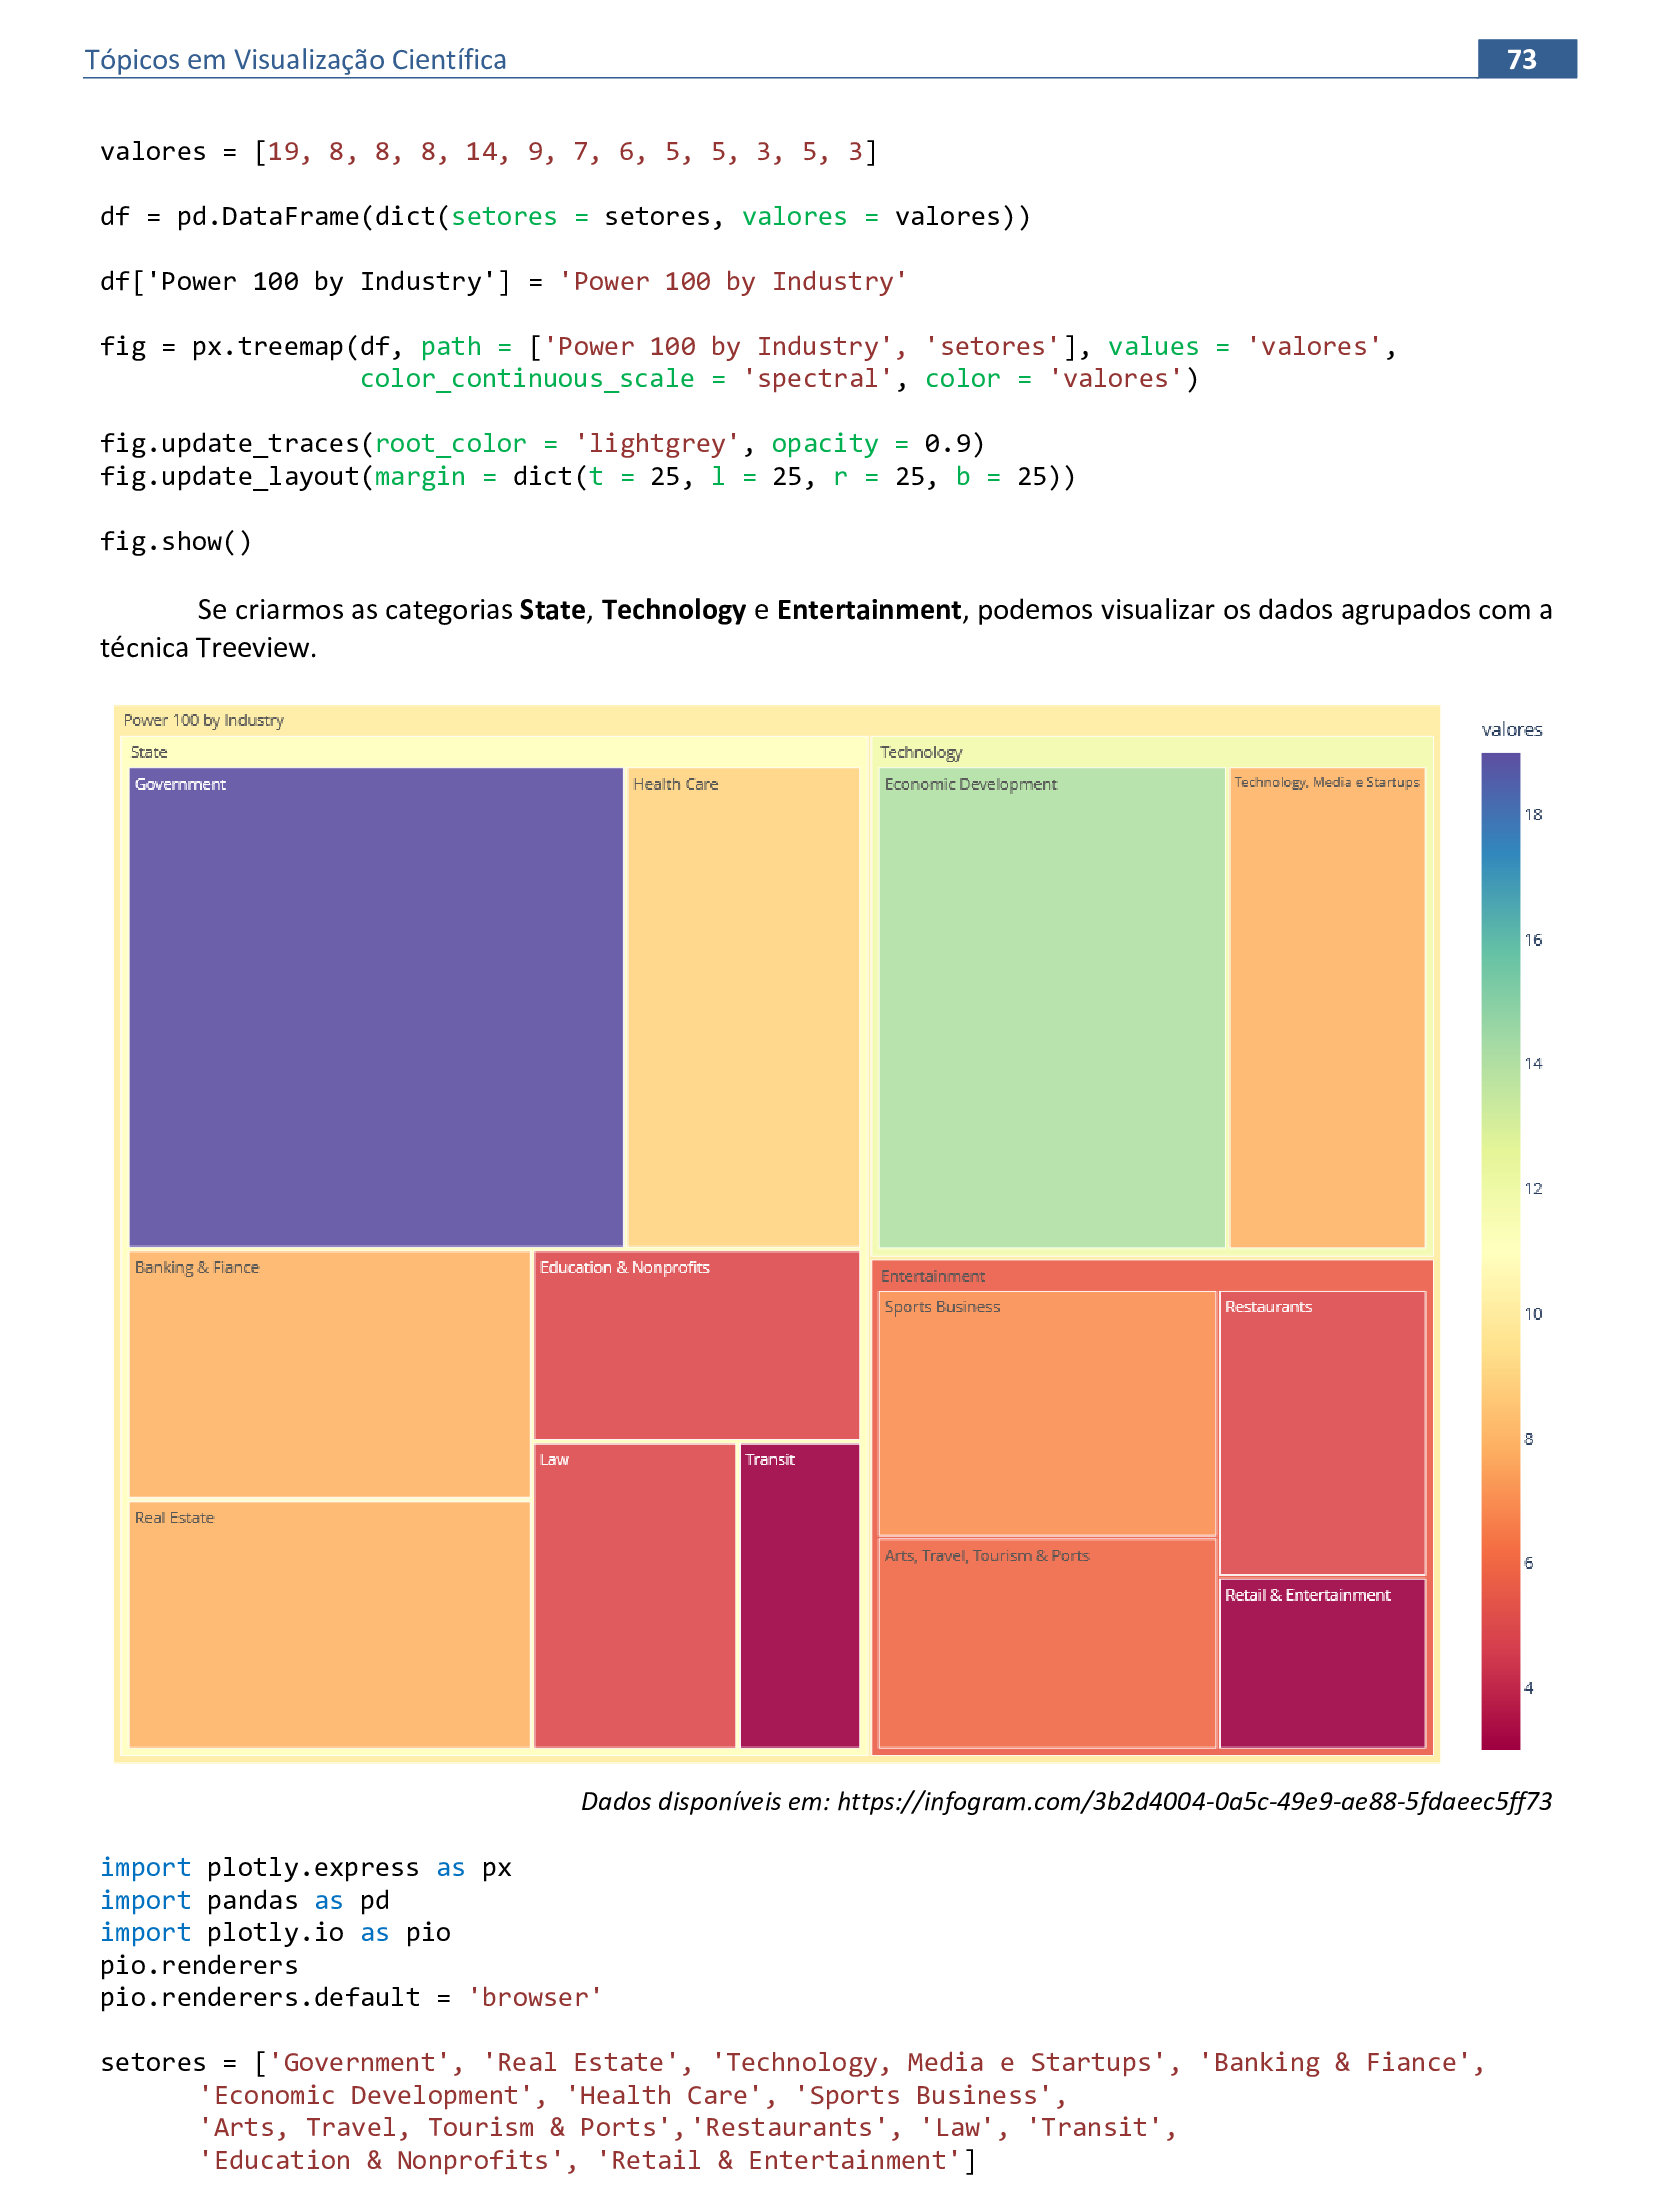 Tópicos em Visualização Científica 73
valores = [19, 8, 8, 8, 14, 9, 7, 6, 5, 5, 3, 5, 3]
df = pd.DataFrame(dict(setores = setores, valores = valores))
df['Power 100 by Industry'] = 'Power 100 by Industry'
fig = px.treemap(df, path = ['Power 100 by Industry', 'setores'], values = 'valores',
color_continuous_scale = 'spectral', color = 'valores')
fig.update_traces(root_color = 'lightgrey', opacity = 0.9)
fig.update_layout(margin = dict(t = 25, l = 25, r = 25, b = 25))
fig.show()
Se criarmos as categorias State, Technology e Entertainment, podemos visualizar os dados agrupados com a
técnica Treeview.
Power 100 by Industry
State
Government
Health Care
Banking & Fiance
Education & Nonprofits
Law
Transit
Real Estate
Technology
Economic Development
Technology, Media e Startups
Entertainment
Sports Business
Restaurants
Arts, Travel, Tourism & Ports
Retail & Entertainment
valores
18
16
14
12
10
8
6
4
Dados disponíveis em: https://infogram.com/3b2d4004-0a5c-49e9-ae88-5fdaeec5ff73
import plotly.express as px
import pandas as pd
import plotly.io as pio
pio.renderers
pio.renderers.default = 'browser'
setores = ['Government', 'Real Estate', 'Technology, Media e Startups', 'Banking & Fiance',
'Economic Development', 'Health Care', 'Sports Business',
'Arts, Travel, Tourism & Ports','Restaurants', 'Law', 'Transit',
'Education & Nonprofits', 'Retail & Entertainment']